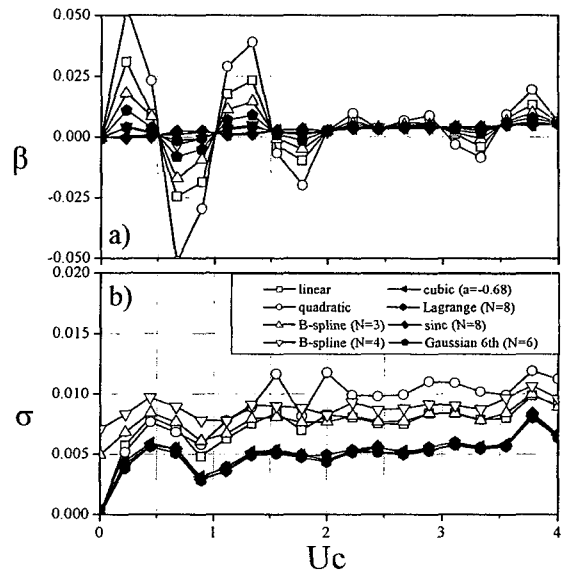 0.050
0.025
0.000
-0.025
-0.050
β
a)
0.020
0.015
0.010
0.005
0.000
σ
b)
linear
quadratic
B-spline (N=3)
B-spline (N=4)
cubic (a=-0.68)
Lagrange (N=8)
sinc (N=8)
Gaussian 6th (N=6)
0 1 2 3 4
Uc